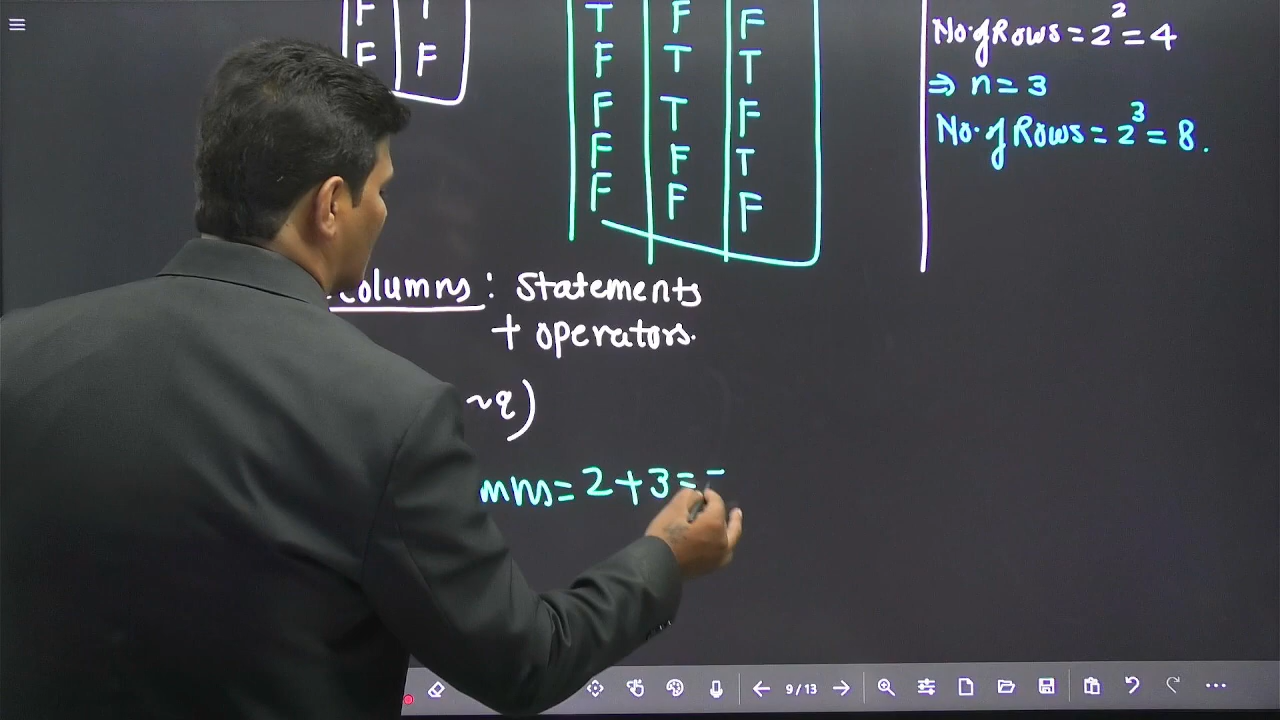 F T
F F
T F F
F T T
F T F
F F T
F F F
No. of Rows = 2² = 4
⇒ n = 3
No. of Rows = 2³ = 8.
columns : statements
+ operators.
~q)
mns = 2 + 3 =
9/13